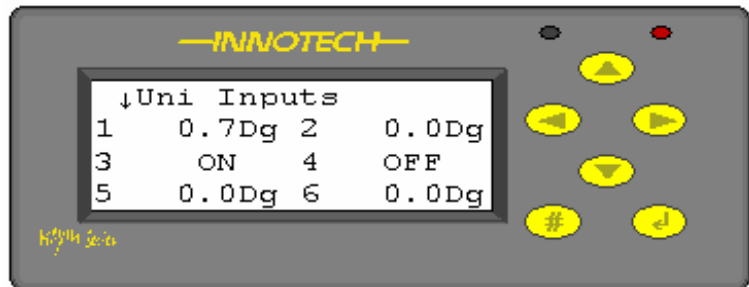 INNOTECH
↓Uni Inputs
1 0.7Dg 2 0.0Dg
3 ON 4 OFF
5 0.0Dg 6 0.0Dg
#